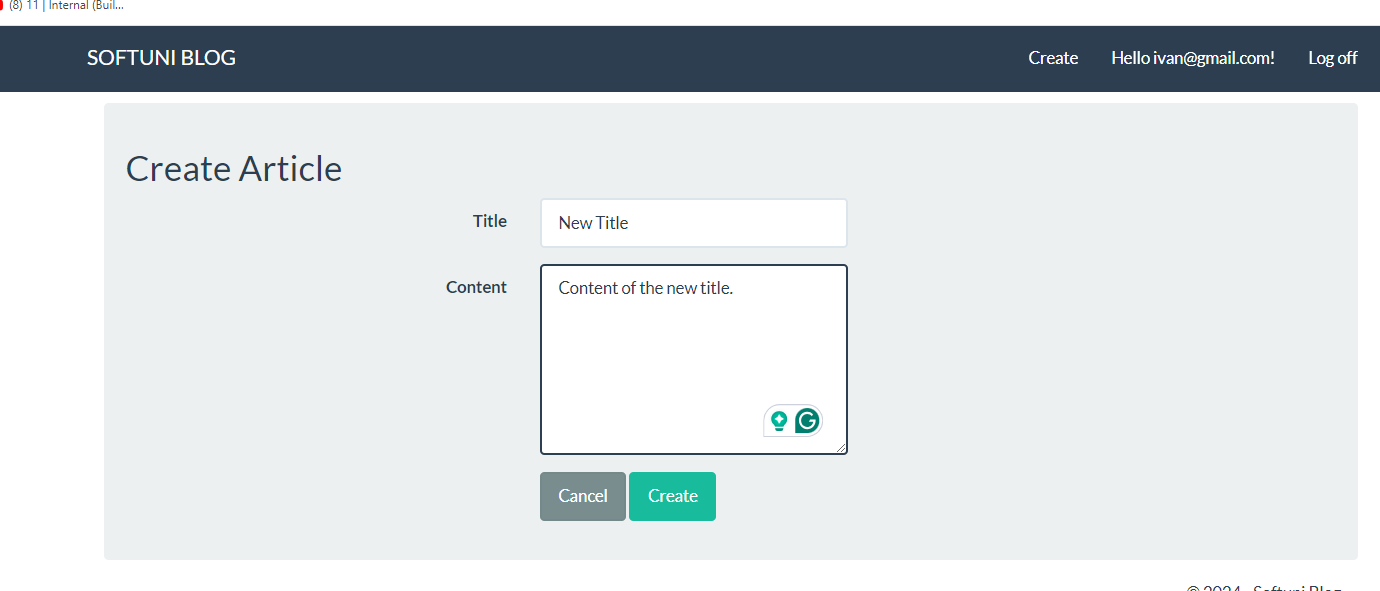 (8) 11 | Internal (Buil...
SOFTUNI BLOG
Create
Hello ivan@gmail.com!
Log off
Create Article
Title
New Title
Content
Content of the new title.
Cancel
Create
© 2024 - Softuni Blog